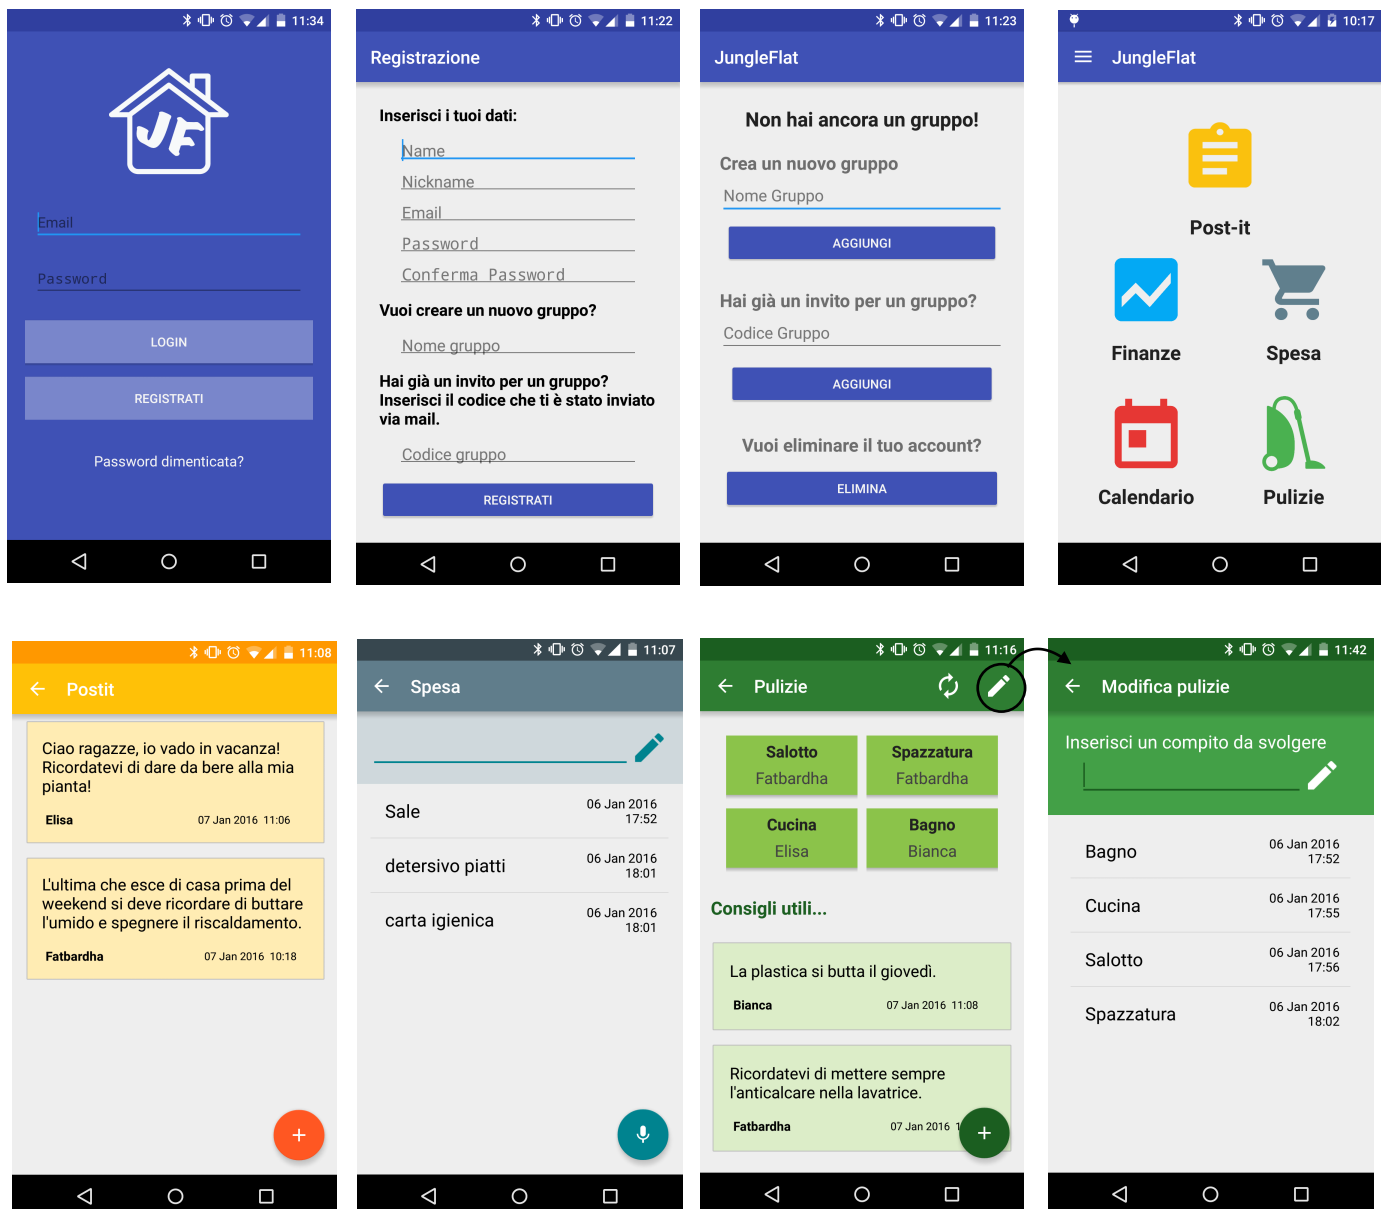 11:34
JF
Email
Password
LOGIN
REGISTRATI
Password dimenticata?
11:22
Registrazione
Inserisci i tuoi dati:
Name
Nickname
Email
Password
Conferma Password
Vuoi creare un nuovo gruppo?
Nome gruppo
Hai già un invito per un gruppo?
Inserisci il codice che ti è stato inviato
via mail.
Codice gruppo
REGISTRATI
11:23
JungleFlat
Non hai ancora un gruppo!
Crea un nuovo gruppo
Nome Gruppo
AGGIUNGI
Hai già un invito per un gruppo?
Codice Gruppo
AGGIUNGI
Vuoi eliminare il tuo account?
ELIMINA
10:17
JungleFlat
Post-it
Finanze
Spesa
Calendario
Pulizie
11:08
Postit
Ciao ragazze, io vado in vacanza!
Ricordatevi di dare da bere alla mia
pianta!
Elisa 07 Jan 2016 11:06
L'ultima che esce di casa prima del
weekend si deve ricordare di buttare
l'umido e spegnere il riscaldamento.
Fatbardha 07 Jan 2016 10:18
11:07
Spesa
Sale 06 Jan 2016
17:52
detersivo piatti 06 Jan 2016
18:01
carta igienica 06 Jan 2016
18:01
11:16
Pulizie
Salotto
Fatbardha
Spazzatura
Fatbardha
Cucina
Elisa
Bagno
Bianca
Consigli utili...
La plastica si butta il giovedì.
Bianca 07 Jan 2016 11:08
Ricordatevi di mettere sempre
l'anticalcare nella lavatrice.
Fatbardha 07 Jan 2016
11:42
Modifica pulizie
Inserisci un compito da svolgere
Bagno 06 Jan 2016
17:52
Cucina 06 Jan 2016
17:55
Salotto 06 Jan 2016
17:56
Spazzatura 06 Jan 2016
18:02